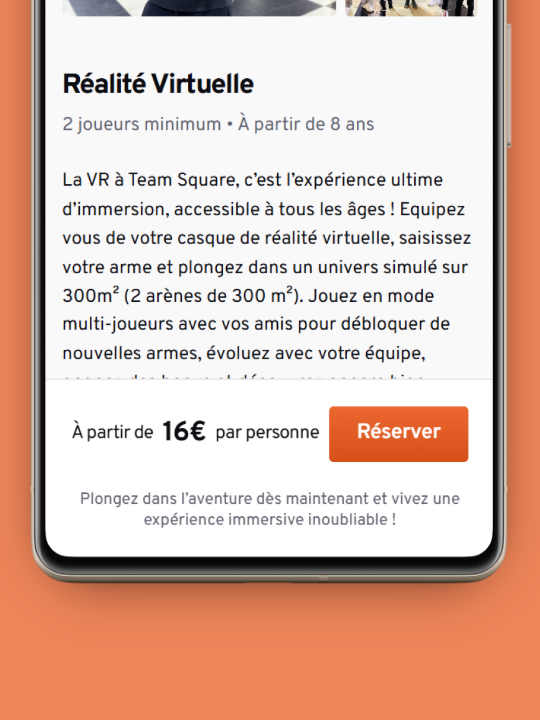 Réalité Virtuelle
2 joueurs minimum • À partir de 8 ans
La VR à Team Square, c’est l’expérience ultime
d’immersion, accessible à tous les âges ! Equipez
vous de votre casque de réalité virtuelle, saisissez
votre arme et plongez dans un univers simulé sur
300m² (2 arènes de 300 m²). Jouez en mode
multi-joueurs avec vos amis pour débloquer de
nouvelles armes, évoluez avec votre équipe,
À partir de 16€ par personne
Réserver
Plongez dans l’aventure dès maintenant et vivez une
expérience immersive inoubliable !